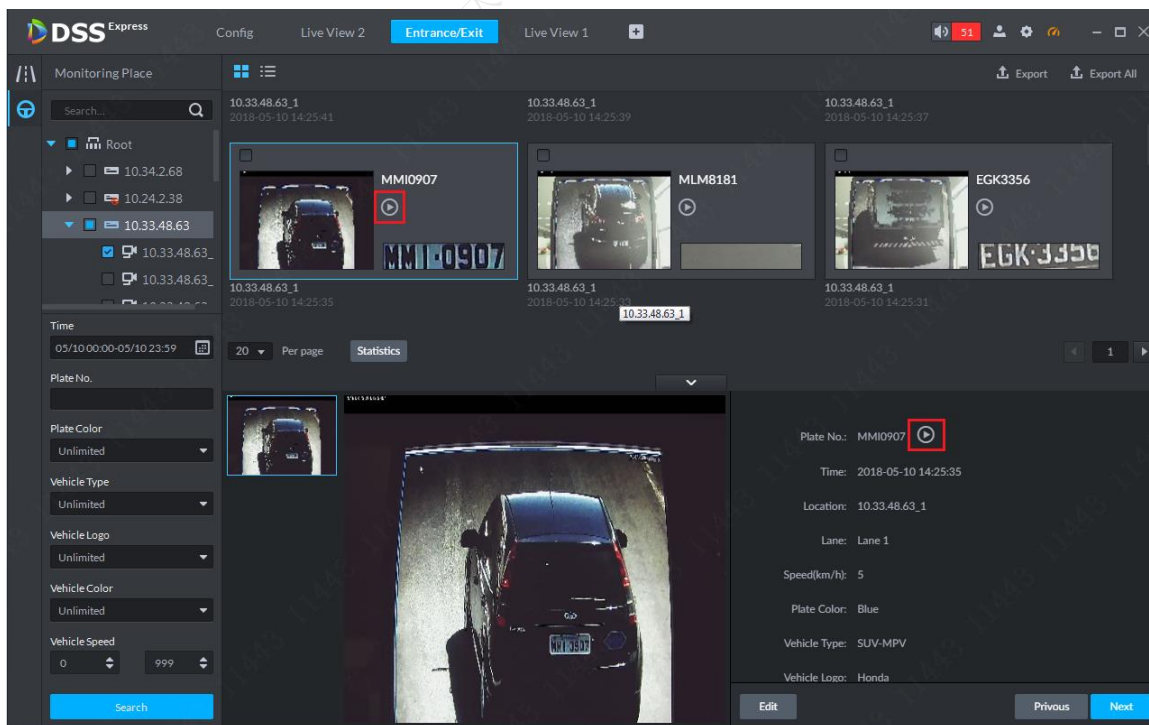 DSS Express
Config
Live View 2
Entrance/Exit
Live View 1
51
Monitoring Place
Export
Export All
Search...
Root
10.34.2.68
10.24.2.38
10.33.48.63
10.33.48.63_
10.33.48.63_
10.33.48.63_1
2018-05-10 14:25:41
10.33.48.63_1
2018-05-10 14:25:39
10.33.48.63_1
2018-05-10 14:25:37
MMI0907
MMI·0907
10.33.48.63_1
2018-05-10 14:25:35
MLM8181
10.33.48.63_1
2018-05-10 14:25:33
10.33.48.63_1
EGK3356
EGK·3356
10.33.48.63_1
2018-05-10 14:25:31
Time
05/10 00:00-05/10 23:59
Plate No.
Plate Color
Unlimited
Vehicle Type
Unlimited
Vehicle Logo
Unlimited
Vehicle Color
Unlimited
Vehicle Speed
0
999
Search
20
Per page
Statistics
1
Plate No.: MMI0907
Time: 2018-05-10 14:25:35
Location: 10.33.48.63_1
Lane: Lane 1
Speed(km/h): 5
Plate Color: Blue
Vehicle Type: SUV-MPV
Vehicle Logo: Honda
Edit
Privous
Next